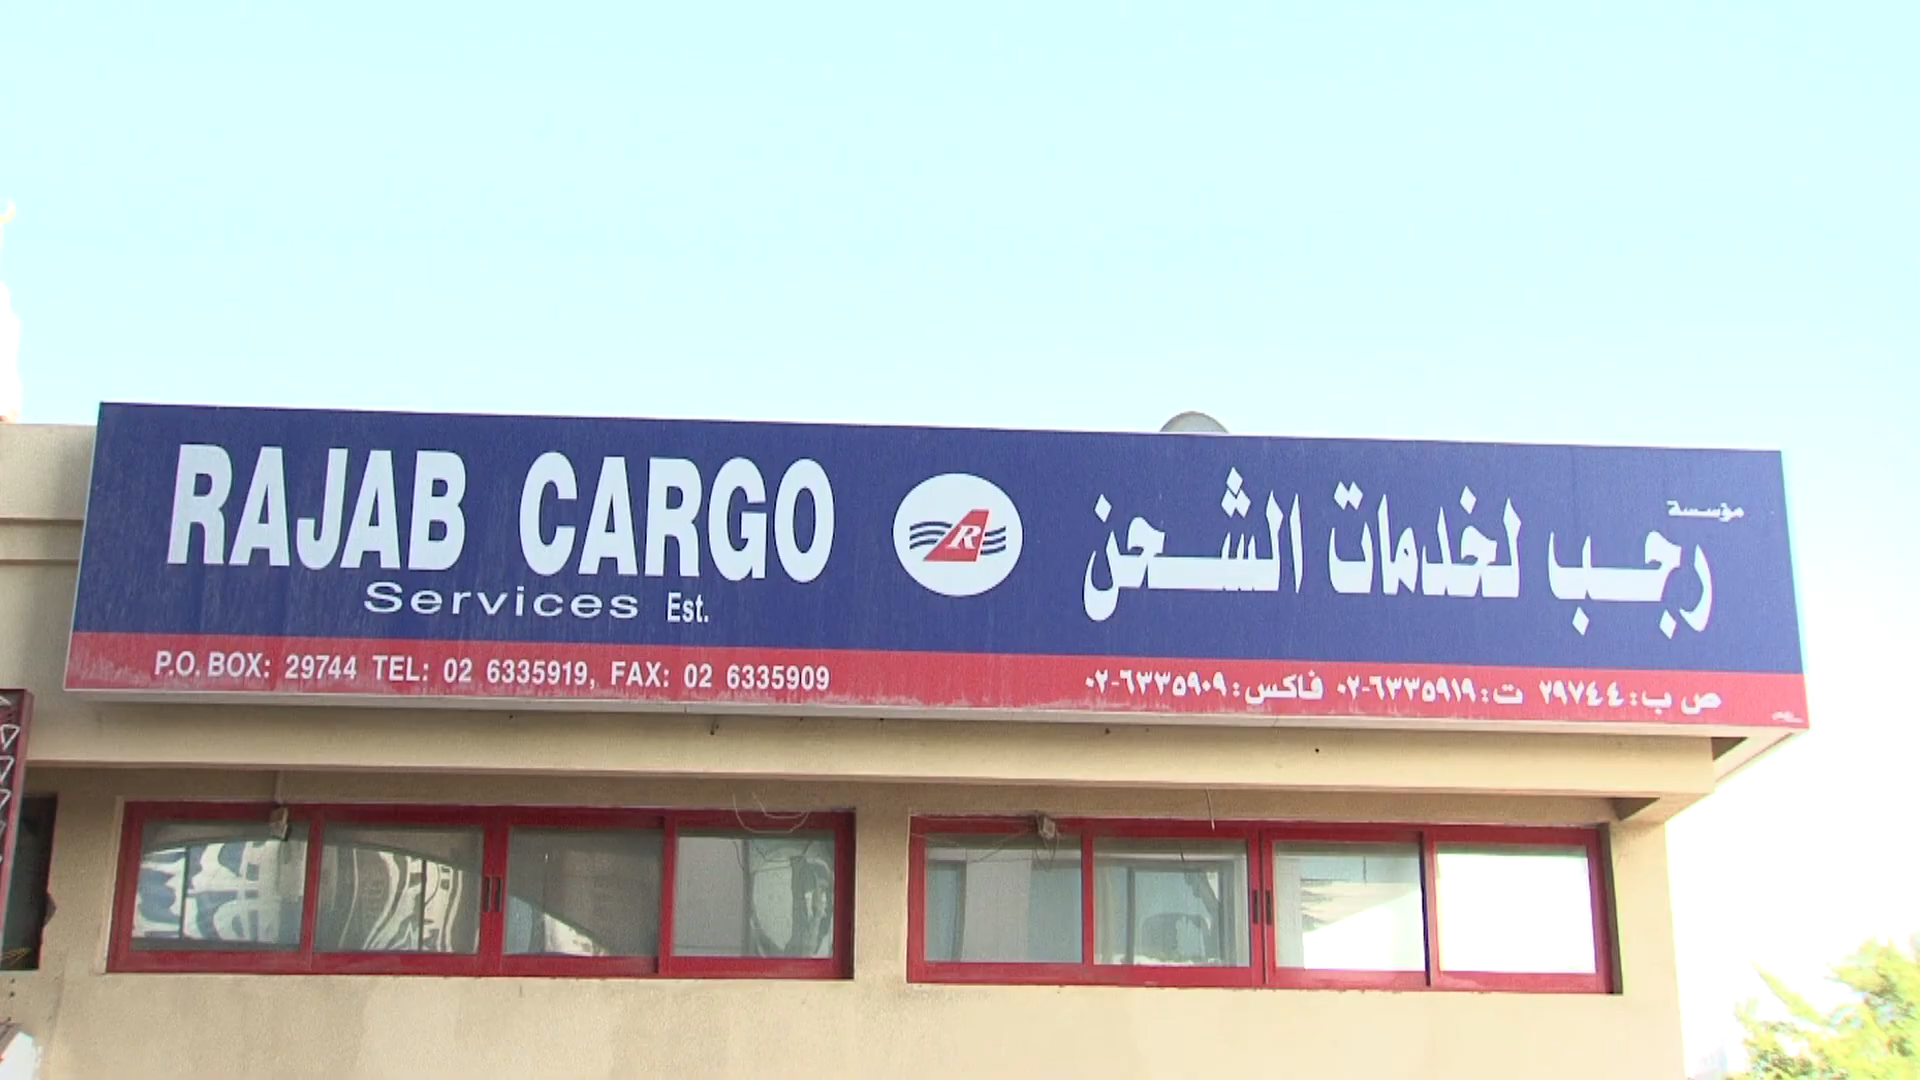 RAJAB CARGO
Services Est.
P.O. BOX: 29744 TEL: 02 6335919, FAX: 02 6335909
R
مؤسسة
رجب لخدمات الشحن
ص ب: ٢٩٧٤٤ ت: ٦٣٣٥٩١٩-٠٢ فاكس: ٦٣٣٥٩٠٩-٠٢